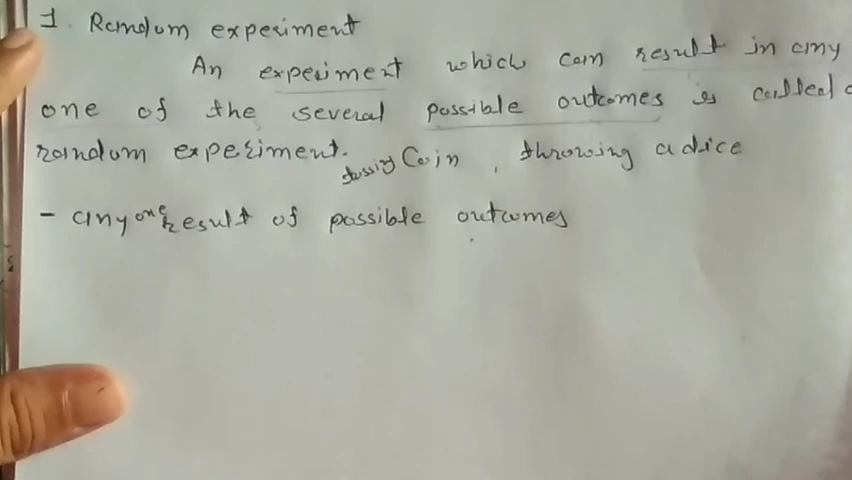 1. Random experiment
An experiment which can result in any
one of the several possible outcomes is called a
random experiment. tossing Coin, throwing a dice
- any one result of possible outcomes